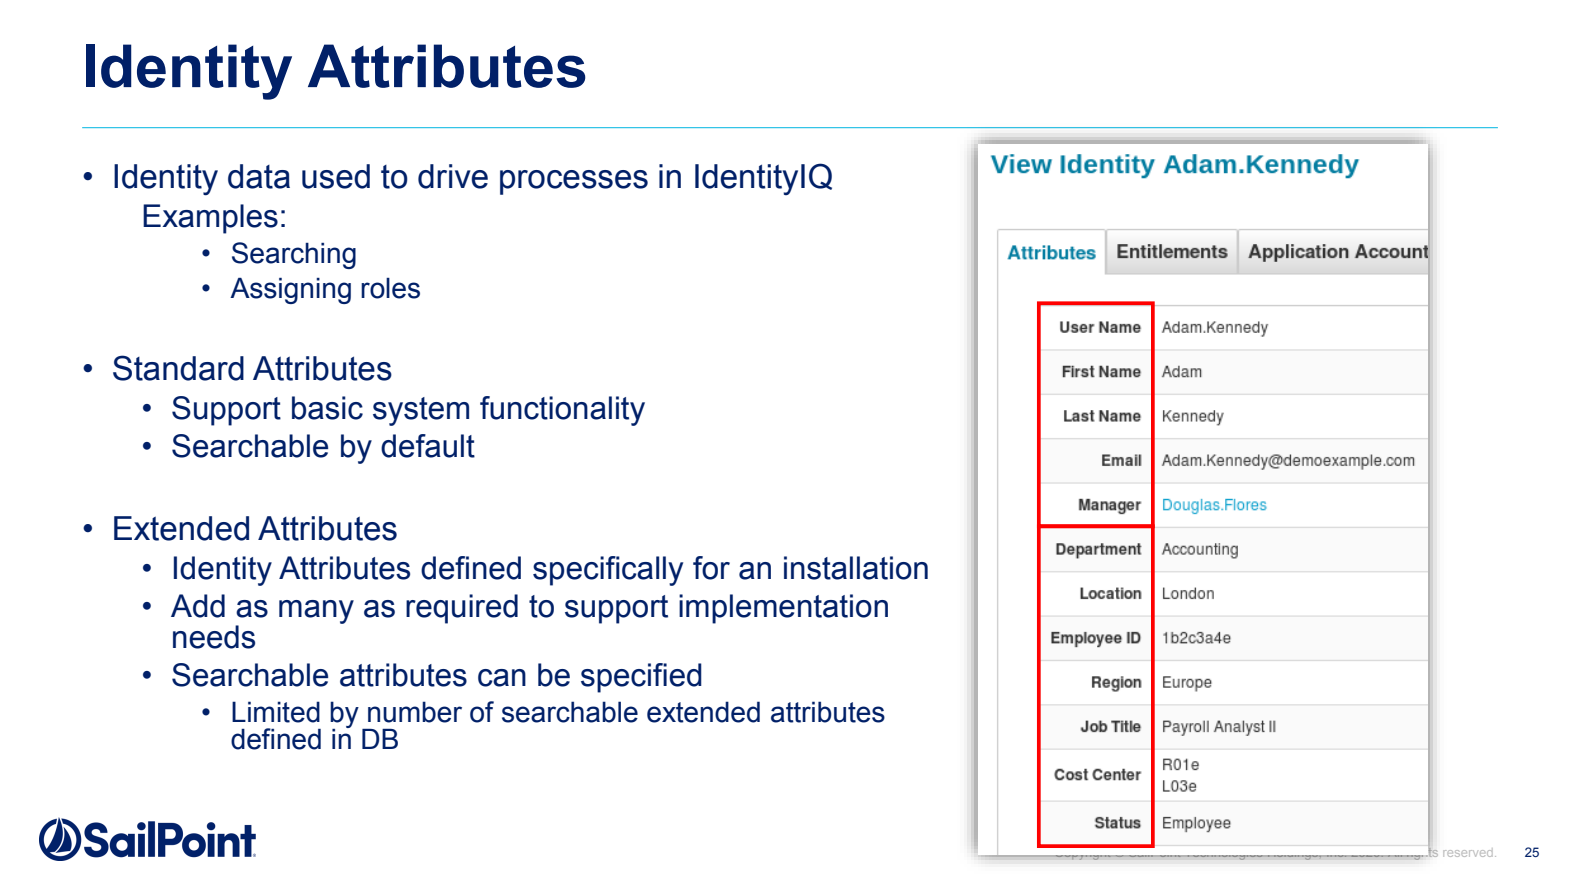 Identity Attributes
• Identity data used to drive processes in IdentityIQ
Examples:
• Searching
• Assigning roles
• Standard Attributes
• Support basic system functionality
• Searchable by default
• Extended Attributes
• Identity Attributes defined specifically for an installation
• Add as many as required to support implementation
needs
• Searchable attributes can be specified
• Limited by number of searchable extended attributes
defined in DB
View Identity Adam.Kennedy
Attributes Entitlements Application Account
User Name Adam.Kennedy
First Name Adam
Last Name Kennedy
Email Adam.Kennedy@demoexample.com
Manager Douglas.Flores
Department Accounting
Location London
Employee ID 1b2c3a4e
Region Europe
Job Title Payroll Analyst II
Cost Center R01e
L03e
Status Employee
SailPoint
reserved.
25